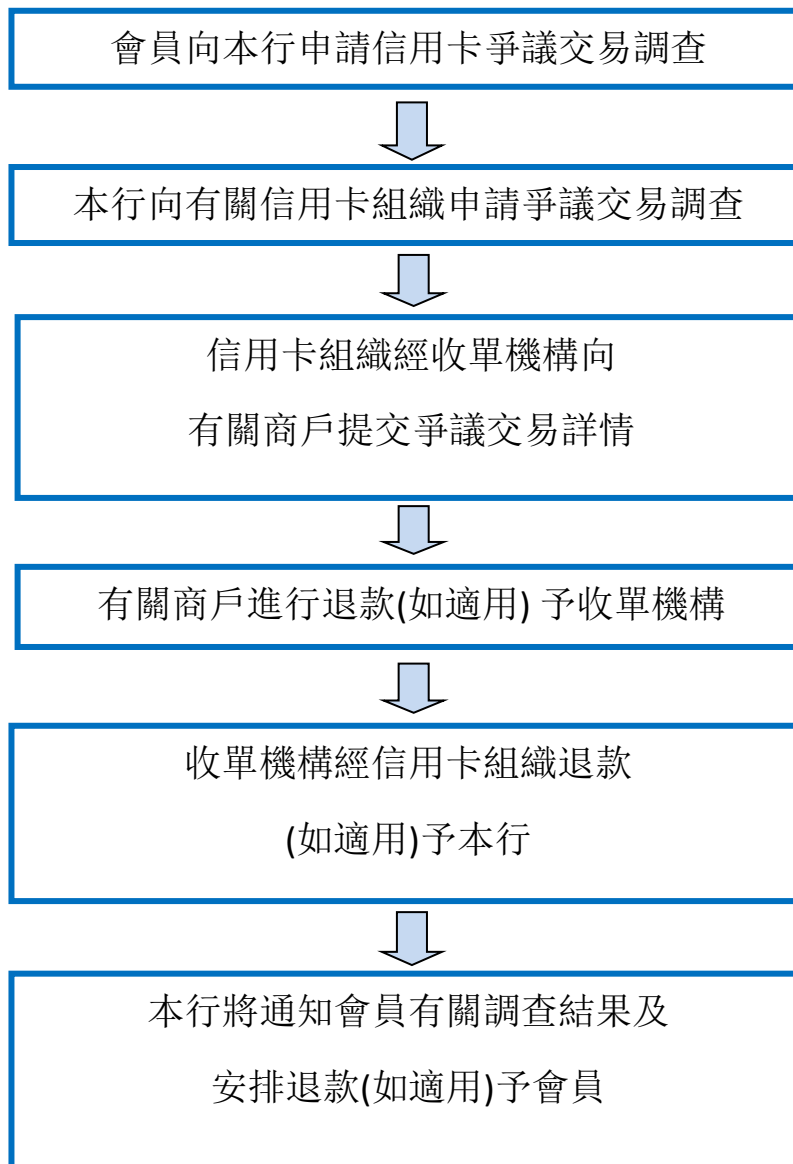 會員向本行申請信用卡爭議交易調查
本行向有關信用卡組織申請爭議交易調查
信用卡組織經收單機構向
有關商戶提交爭議交易詳情
有關商戶進行退款(如適用) 予收單機構
收單機構經信用卡組織退款
(如適用)予本行
本行將通知會員有關調查結果及
安排退款(如適用)予會員